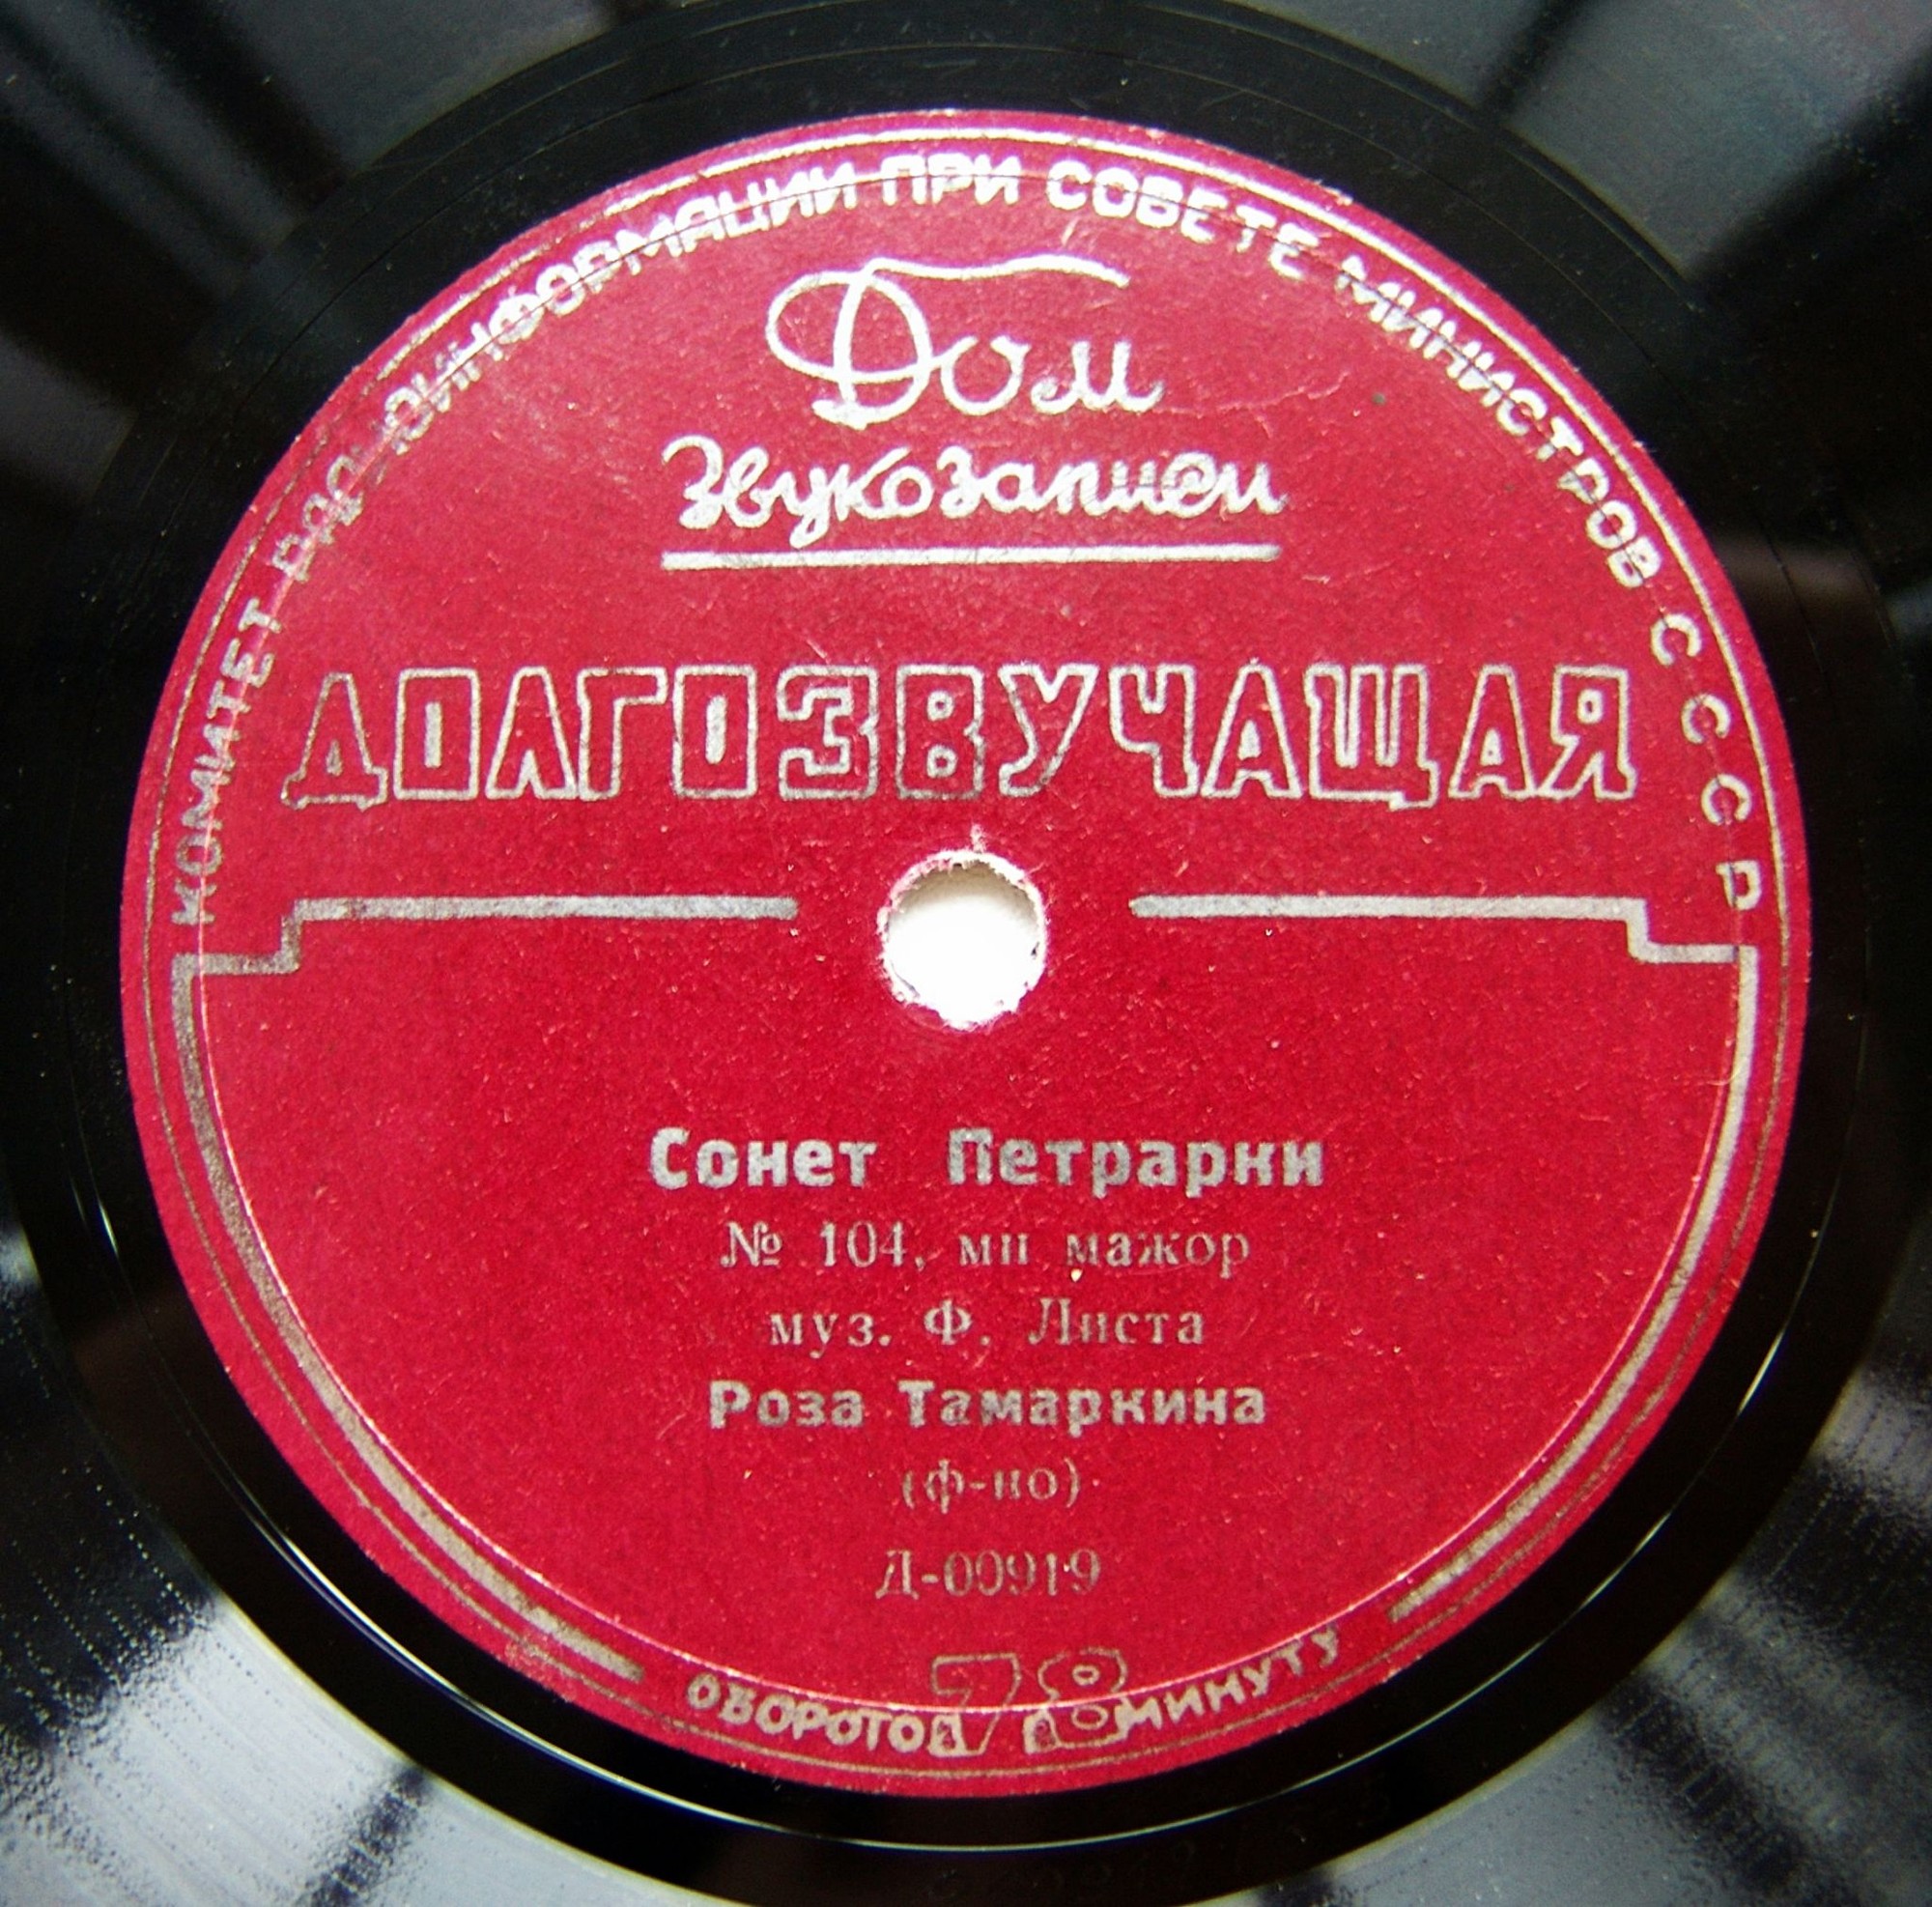 КОМИТЕТ РАДИОИНФОРМАЦИИ ПРИ СОВЕТЕ МИНИСТРОВ СССР
Дом
Звукозаписи
ДОЛГОЗВУЧАЩАЯ
Сонет Петрарки
№ 104, ми мажор
муз. Ф. Листа
Роза Тамаркина
(ф-но)
Д-00919
78
ОБОРОТОВ В МИНУТУ